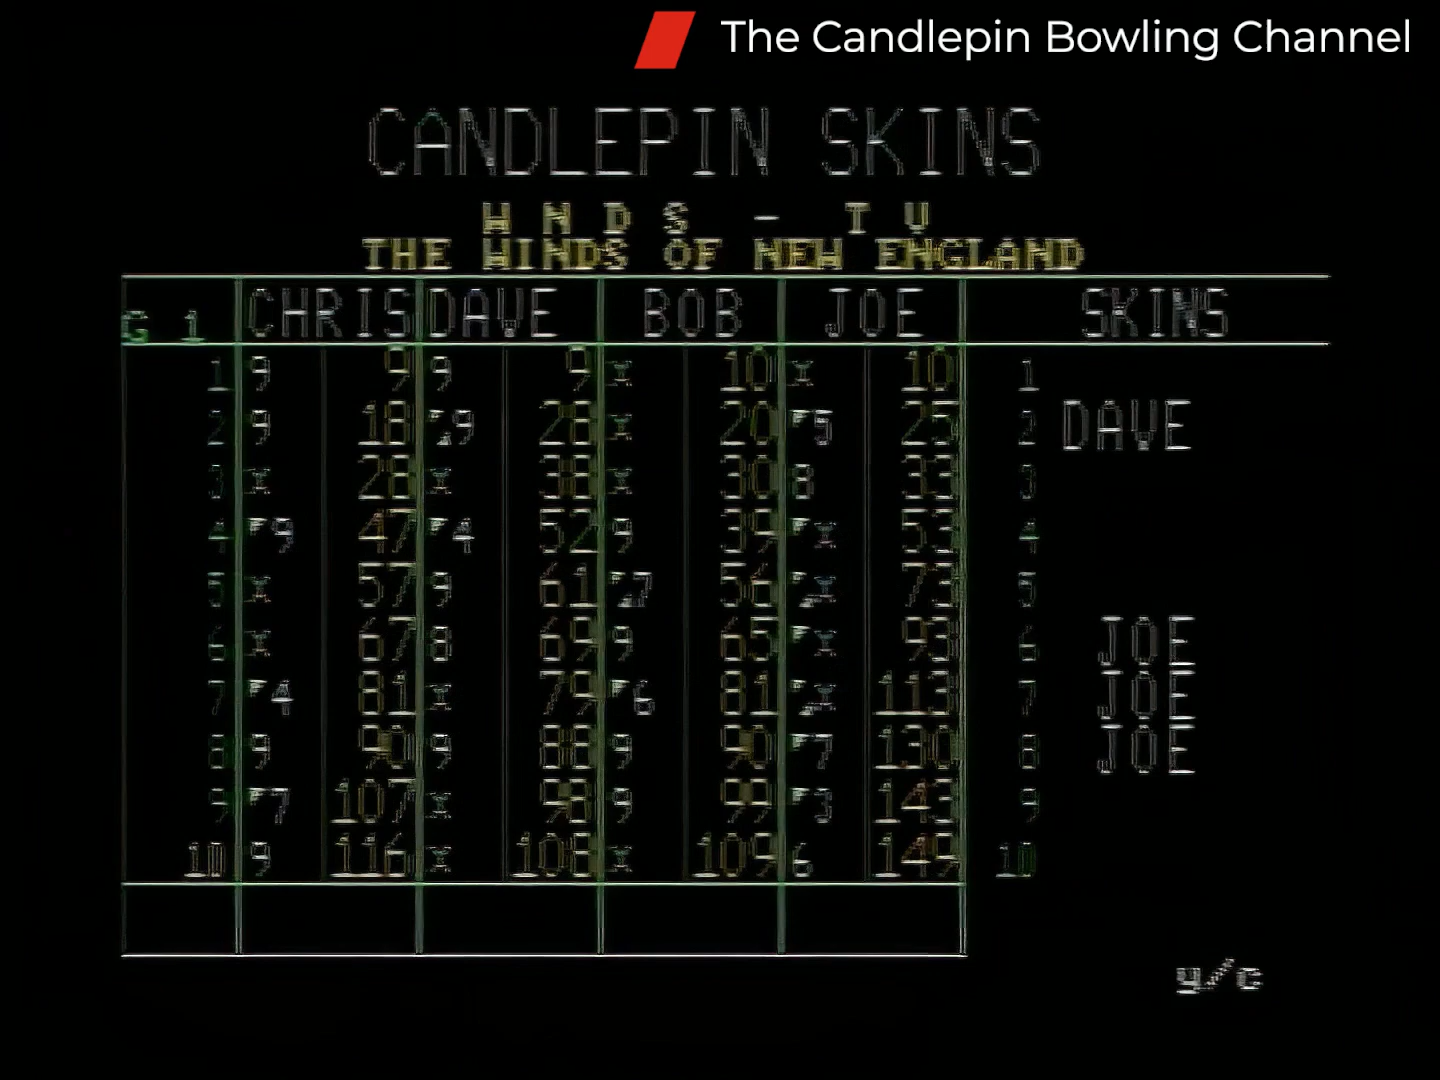 The Candlepin Bowling Channel
CANDLEPIN SKINS
W N D S - T V
THE WINDS OF NEW ENGLAND
G 1 CHRIS DAVE BOB JOE SKINS
1 9 9 9 9 X 10 X 10 1
2 9 18 29 28 X 20 5 25 2 DAVE
3 X 28 X 38 X 30 8 33 3
4 9 47 4 52 9 39 X 53 4
5 X 57 9 61 7 56 X 73 5
6 X 67 8 69 9 65 X 93 6 JOE
7 4 81 X 79 6 81 X 113 7 JOE
8 9 90 9 88 9 90 7 130 8 JOE
9 7 107 X 98 9 99 3 143 9
10 9 116 X 108 X 109 6 149 10
y/c